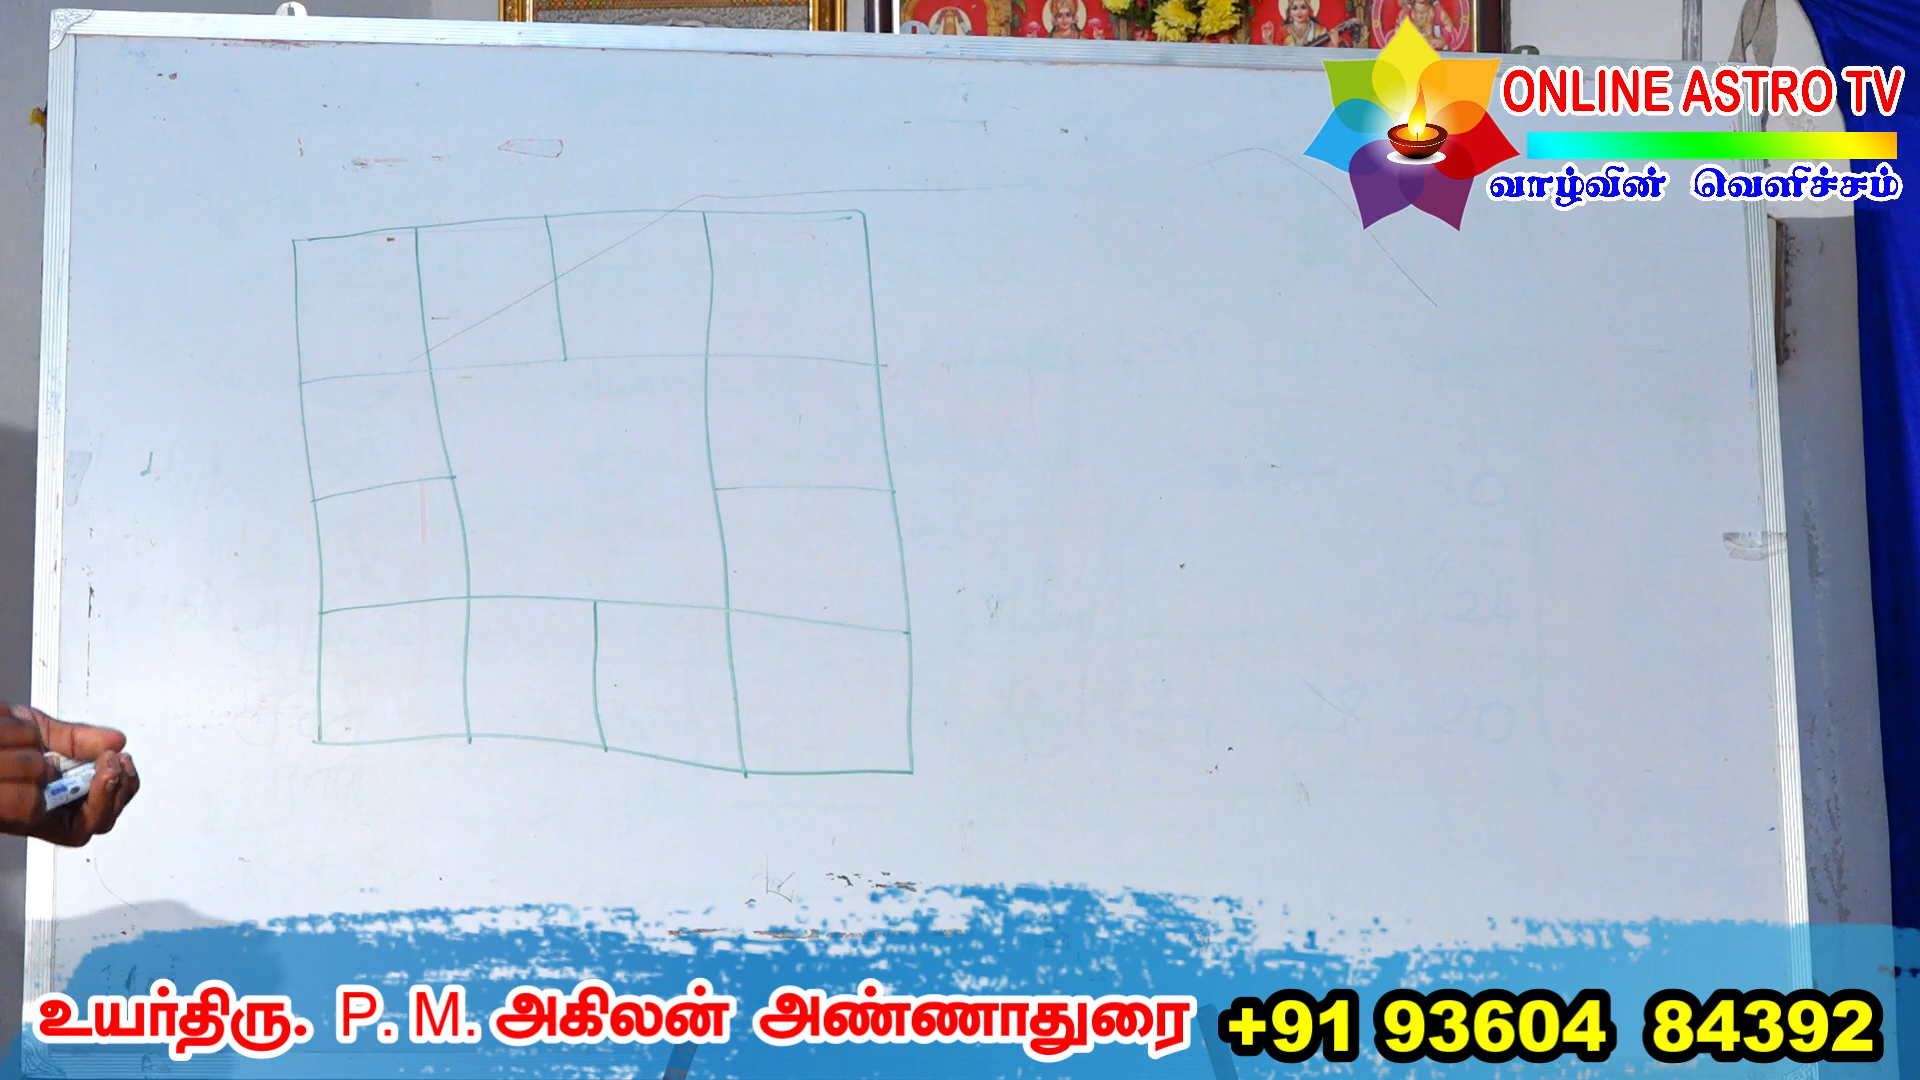 ONLINE ASTRO TV
வாழ்வின் வெளிச்சம்
உயர்திரு. P. M. அகிலன் அண்ணாதுரை +91 93604 84392